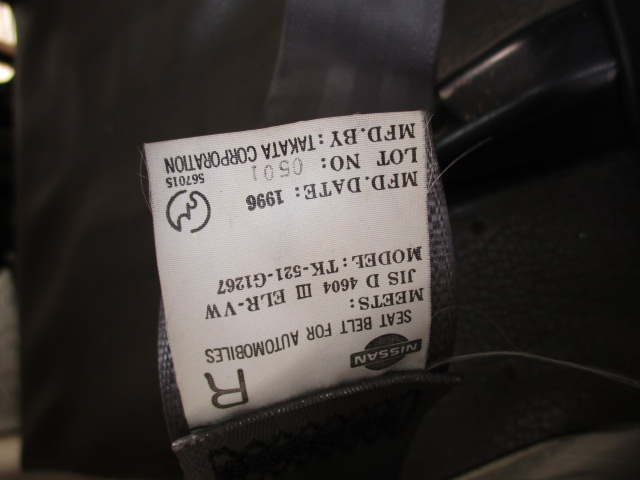 R
NISSAN
SEAT BELT FOR AUTOMOBILES
MEETS:
JIS D 4604 III ELR-VW
MODEL: TK-521-G1267
MFD.DATE: 1996
LOT NO: 0501
MFD.BY: TAKATA CORPORATION
567015